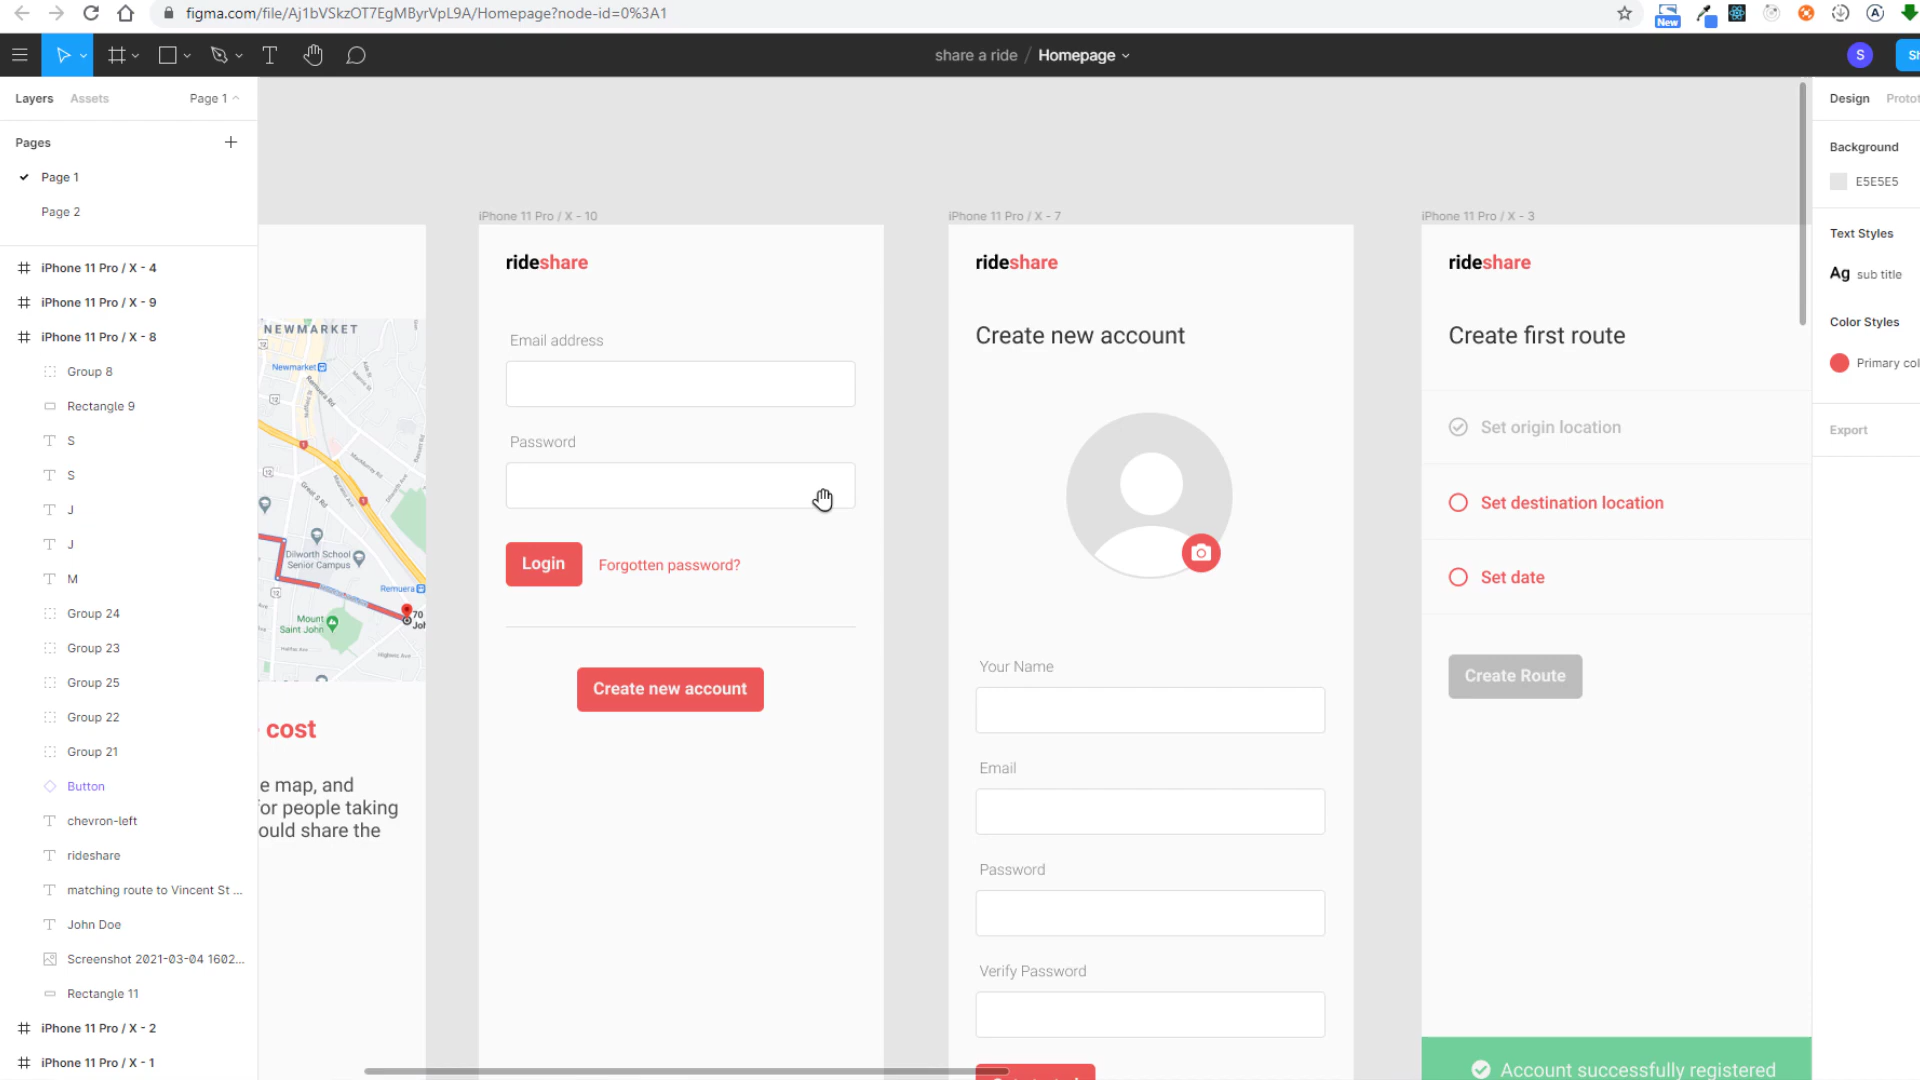 figma.com/file/Aj1bVSkzOT7EgMByrVpL9A/Homepage?node-id=0%3A1
New
share a ride / Homepage
S
Layers
Assets
Page 1
Pages
Page 1
Page 2
iPhone 11 Pro / X - 4
iPhone 11 Pro / X - 9
iPhone 11 Pro / X - 8
Group 8
Rectangle 9
S
S
J
J
M
Group 24
Group 23
Group 25
Group 22
Group 21
Button
chevron-left
rideshare
matching route to Vincent St ...
John Doe
Screenshot 2021-03-04 1602...
Rectangle 11
iPhone 11 Pro / X - 2
iPhone 11 Pro / X - 1
NEWMARKET
Newmarket
Dilworth School
Senior Campus
Remuera
Mount
Saint John
70
cost
e map, and
for people taking
ould share the
iPhone 11 Pro / X - 10
rideshare
Email address
Password
Login
Forgotten password?
Create new account
iPhone 11 Pro / X - 7
rideshare
Create new account
Your Name
Email
Password
Verify Password
iPhone 11 Pro / X - 3
rideshare
Create first route
Set origin location
Set destination location
Set date
Create Route
Account successfully registered
Design
Protot
Background
E5E5E5
Text Styles
Ag sub title
Color Styles
Primary col
Export